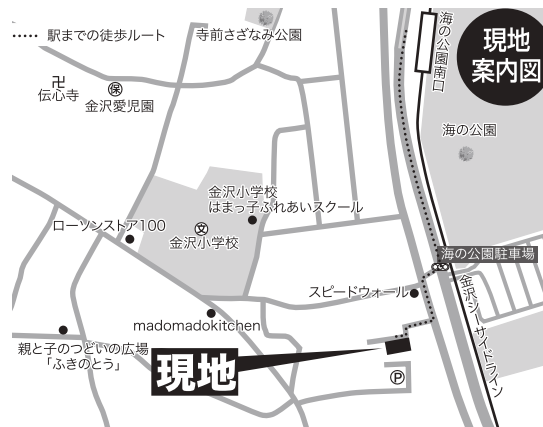 駅までの徒歩ルート
寺前さざなみ公園
海の公園南口
現地
案内図
伝心寺
保
金沢愛児園
海の公園
金沢小学校
はまっ子ふれあいスクール
ローソンストア100
文
金沢小学校
海の公園駐車場
スピードウォール
金沢シーサイドライン
madomadokitchen
親と子のつどいの広場
「ふきのとう」
現地
P